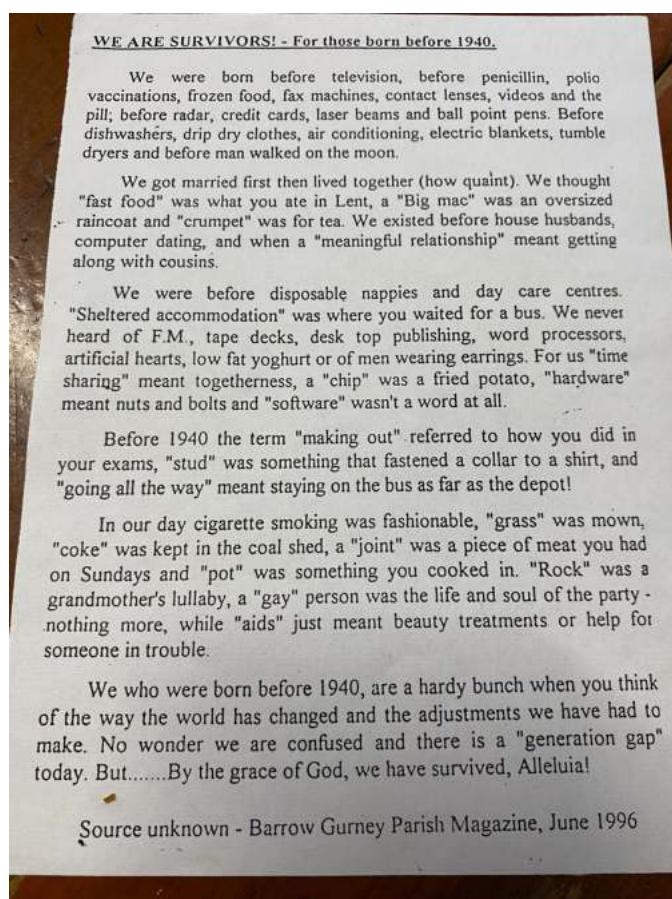 WE ARE SURVIVORS! - For those born before 1940.
We were born before television, before penicillin, polio
vaccinations, frozen food, fax machines, contact lenses, videos and the
pill; before radar, credit cards, laser beams and ball point pens. Before
dishwashers, drip dry clothes, air conditioning, electric blankets, tumble
dryers and before man walked on the moon.
We got married first then lived together (how quaint). We thought
"fast food" was what you ate in Lent, a "Big mac" was an oversized
raincoat and "crumpet" was for tea. We existed before house husbands,
computer dating, and when a "meaningful relationship" meant getting
along with cousins.
We were before disposable nappies and day care centres.
"Sheltered accommodation" was where you waited for a bus. We never
heard of F.M., tape decks, desk top publishing, word processors,
artificial hearts, low fat yoghurt or of men wearing earrings. For us "time
sharing" meant togetherness, a "chip" was a fried potato, "hardware"
meant nuts and bolts and "software" wasn't a word at all.
Before 1940 the term "making out" referred to how you did in
your exams, "stud" was something that fastened a collar to a shirt, and
"going all the way" meant staying on the bus as far as the depot!
In our day cigarette smoking was fashionable, "grass" was mown,
"coke" was kept in the coal shed, a "joint" was a piece of meat you had
on Sundays and "pot" was something you cooked in. "Rock" was a
grandmother's lullaby, a "gay" person was the life and soul of the party -
nothing more, while "aids" just meant beauty treatments or help for
someone in trouble.
We who were born before 1940, are a hardy bunch when you think
of the way the world has changed and the adjustments we have had to
make. No wonder we are confused and there is a "generation gap"
today. But.......By the grace of God, we have survived, Alleluia!
Source unknown - Barrow Gurney Parish Magazine, June 1996